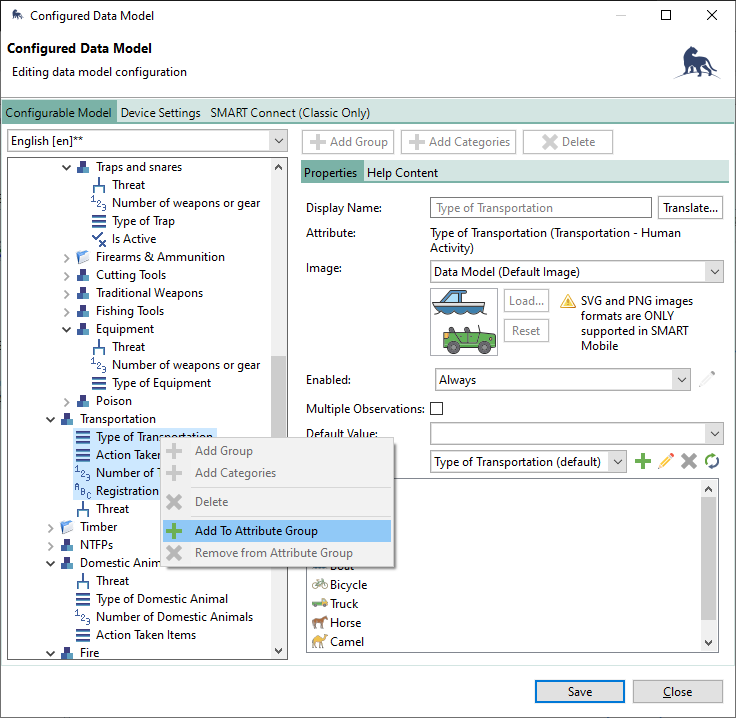 Configured Data Model
Configured Data Model
Editing data model configuration
Configurable Model Device Settings SMART Connect (Classic Only)
English [en]**
Add Group Add Categories Delete
Traps and snares
Threat
Number of weapons or gear
Type of Trap
Is Active
Firearms & Ammunition
Cutting Tools
Traditional Weapons
Fishing Tools
Equipment
Threat
Number of weapons or gear
Type of Equipment
Poison
Transportation
Type of Transportation
Action Taken
Number of
Registration
Threat
Timber
NTFPs
Domestic
Threat
Type of Domestic Animal
Number of Domestic Animals
Action Taken Items
Fire
Add Group
Add Categories
Delete
Add To Attribute Group
Remove from Attribute Group
Properties Help Content
Display Name: Type of Transportation Translate...
Attribute: Type of Transportation (Transportation - Human
Activity)
Image: Data Model (Default Image)
Load...
Reset
SVG and PNG images
formats are ONLY
supported in SMART
Mobile
Enabled: Always
Multiple Observations:
Default Value:
Type of Transportation (default)
Boat
Bicycle
Truck
Horse
Camel
Save Close